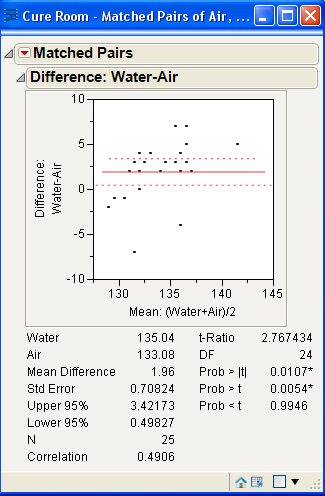 Cure Room - Matched Pairs of Air, ...
Matched Pairs
Difference: Water-Air
10
5
0
-5
-10
Difference:
Water-Air
130
135
140
145
Mean: (Water+Air)/2
Water 135.04 t-Ratio 2.767434
Air 133.08 DF 24
Mean Difference 1.96 Prob > |t| 0.0107*
Std Error 0.70824 Prob > t 0.0054*
Upper 95% 3.42173 Prob < t 0.9946
Lower 95% 0.49827
N 25
Correlation 0.4906